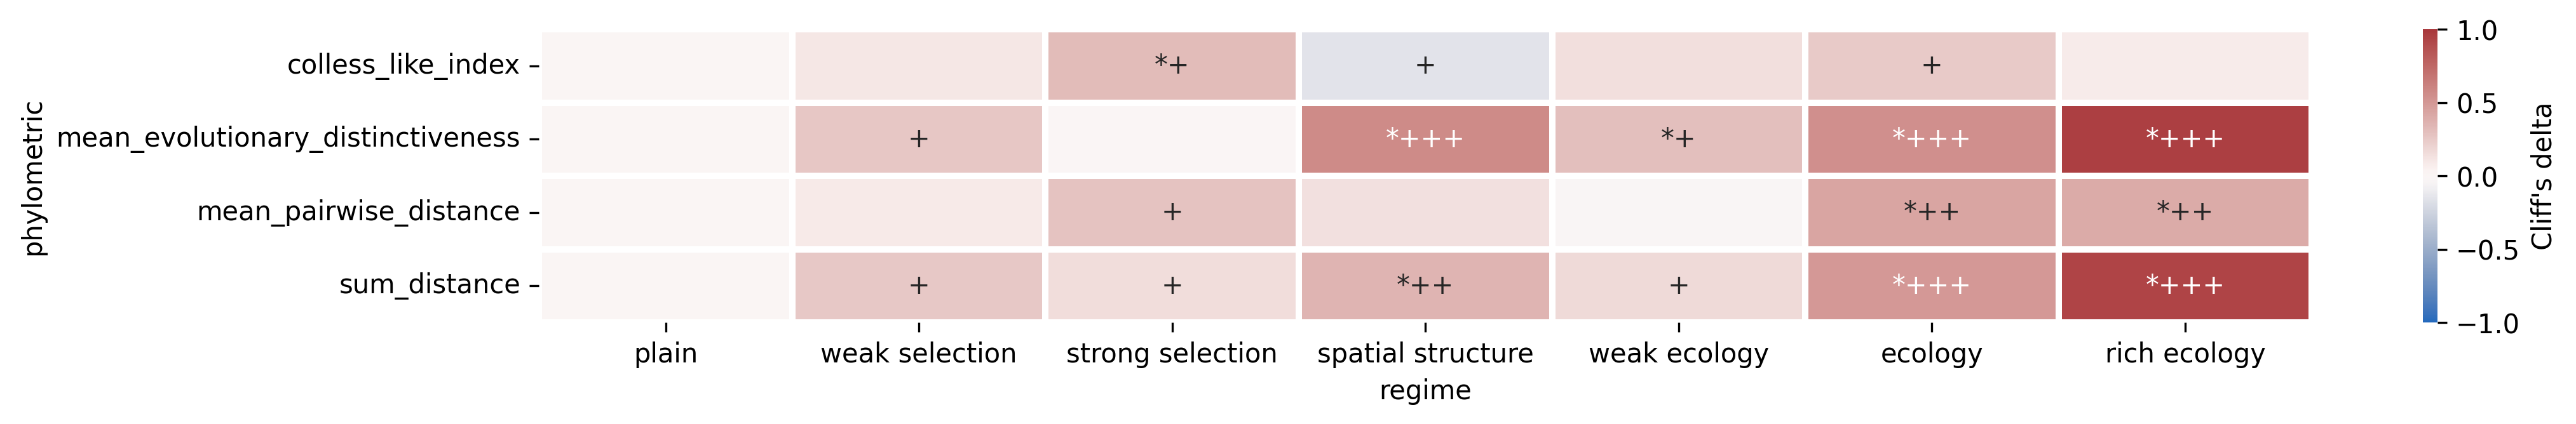 phylometric
colless_like_index
*+
+
+
mean_evolutionary_distinctiveness
+
*+++
*+
*+++
*+++
mean_pairwise_distance
+
*++
*++
sum_distance
+
+
*++
+
*+++
*+++
plain
weak selection
strong selection
spatial structure
weak ecology
ecology
rich ecology
regime
1.0
0.5
0.0
−0.5
−1.0
Cliff's delta